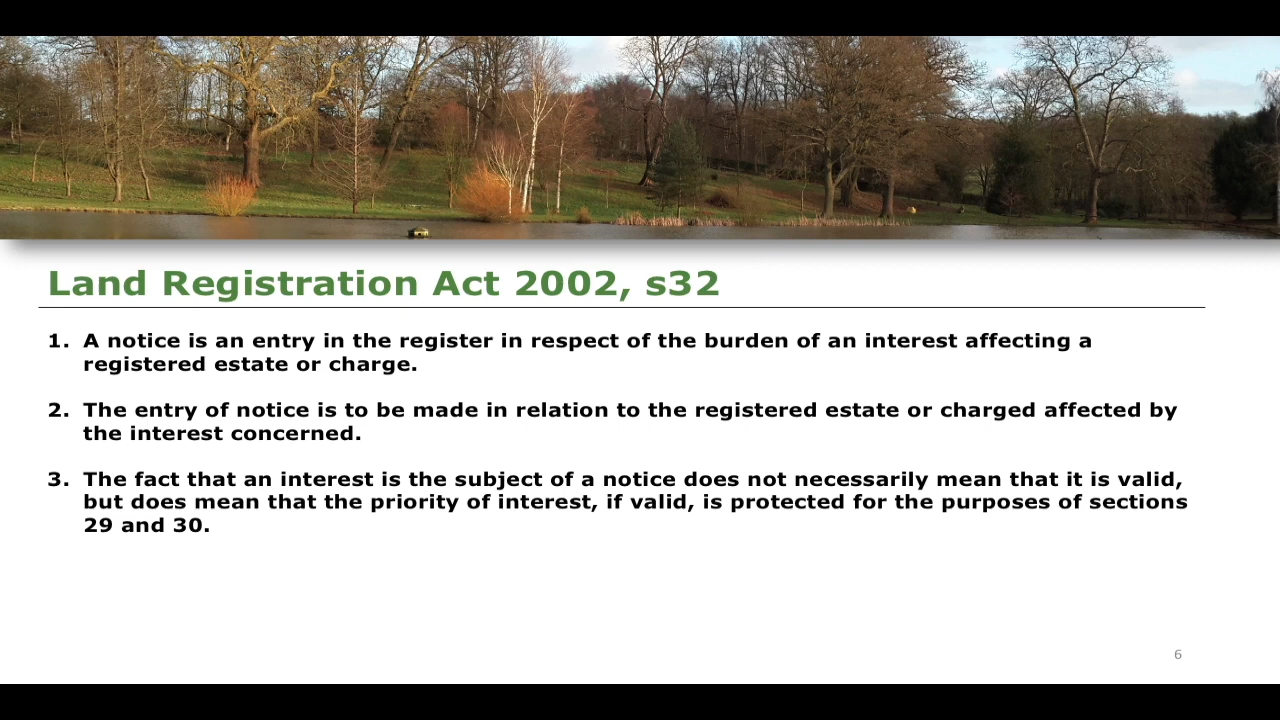 Land Registration Act 2002, s32
1. A notice is an entry in the register in respect of the burden of an interest affecting a
registered estate or charge.
2. The entry of notice is to be made in relation to the registered estate or charged affected by
the interest concerned.
3. The fact that an interest is the subject of a notice does not necessarily mean that it is valid,
but does mean that the priority of interest, if valid, is protected for the purposes of sections
29 and 30.
6